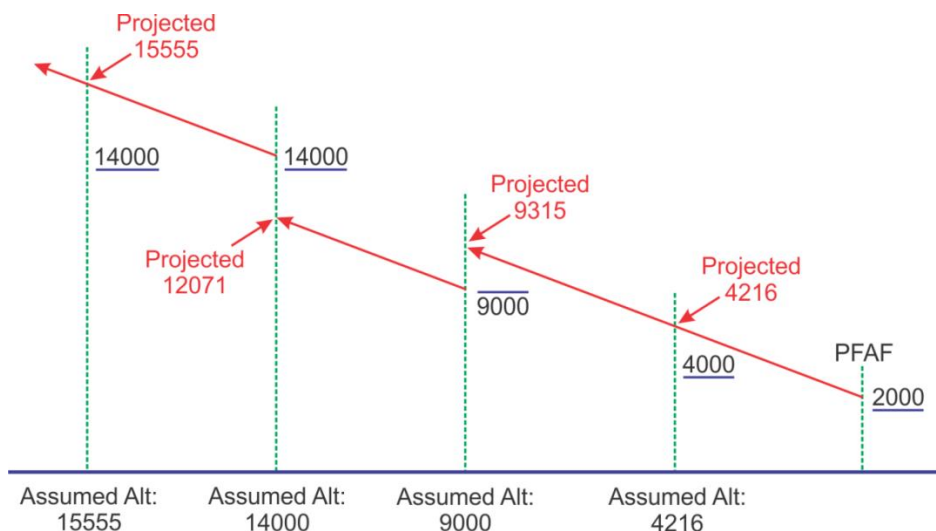 Projected
15555
14000
14000
Projected
12071
Projected
9315
9000
Projected
4216
4000
PFAF
2000
Assumed Alt:
15555
Assumed Alt:
14000
Assumed Alt:
9000
Assumed Alt:
4216